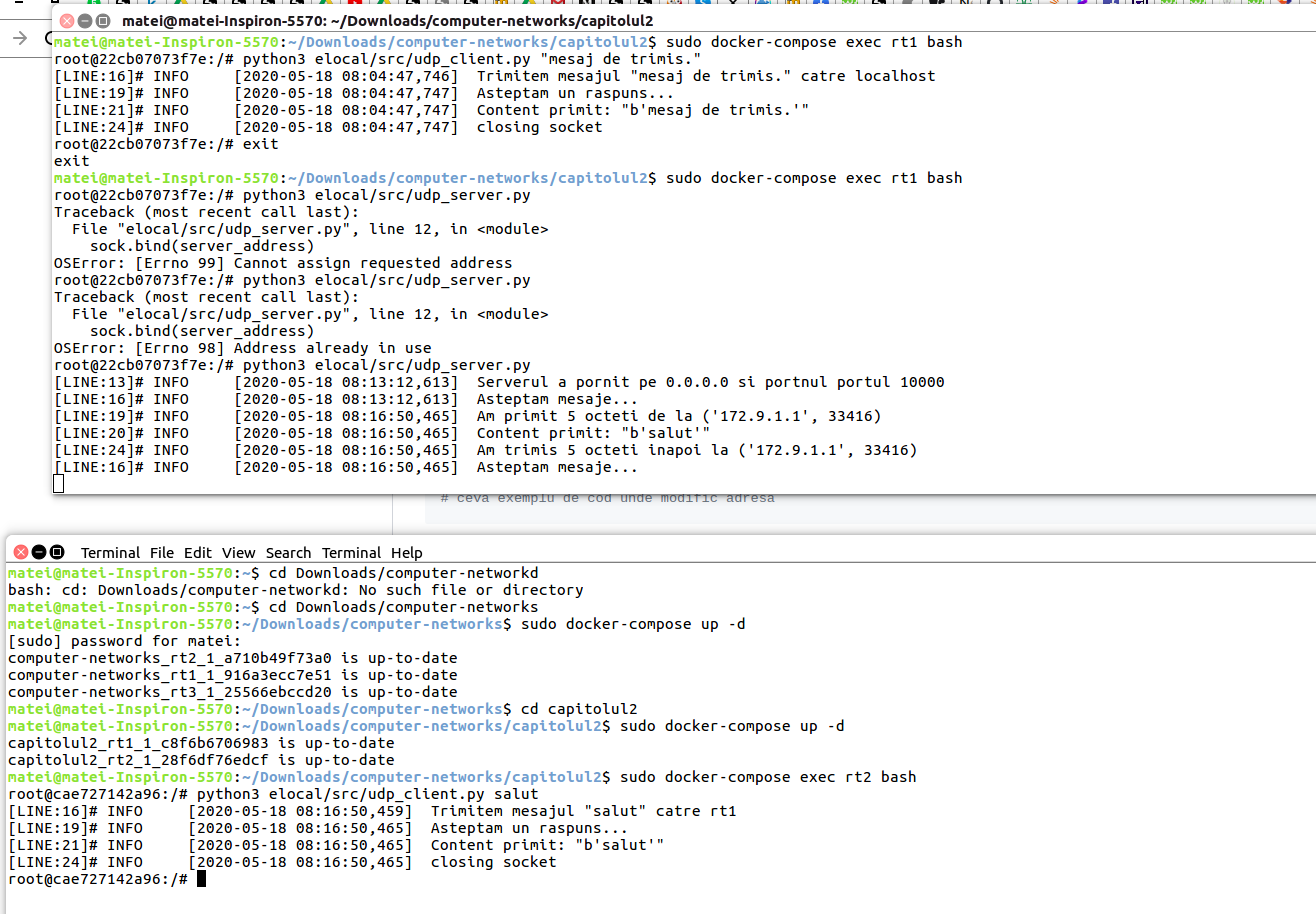 matei@matei-Inspiron-5570: ~/Downloads/computer-networks/capitolul2
matei@matei-Inspiron-5570:~/Downloads/computer-networks/capitolul2$ sudo docker-compose exec rt1 bash
root@22cb07073f7e:/# python3 elocal/src/udp_client.py "mesaj de trimis."
[LINE:16]# INFO     [2020-05-18 08:04:47,746]  Trimitem mesajul "mesaj de trimis." catre localhost
[LINE:19]# INFO     [2020-05-18 08:04:47,747]  Asteptam un raspuns...
[LINE:21]# INFO     [2020-05-18 08:04:47,747]  Content primit: "b'mesaj de trimis.'"
[LINE:24]# INFO     [2020-05-18 08:04:47,747]  closing socket
root@22cb07073f7e:/# exit
exit
matei@matei-Inspiron-5570:~/Downloads/computer-networks/capitolul2$ sudo docker-compose exec rt1 bash
root@22cb07073f7e:/# python3 elocal/src/udp_server.py
Traceback (most recent call last):
  File "elocal/src/udp_server.py", line 12, in <module>
    sock.bind(server_address)
OSError: [Errno 99] Cannot assign requested address
root@22cb07073f7e:/# python3 elocal/src/udp_server.py
Traceback (most recent call last):
  File "elocal/src/udp_server.py", line 12, in <module>
    sock.bind(server_address)
OSError: [Errno 98] Address already in use
root@22cb07073f7e:/# python3 elocal/src/udp_server.py
[LINE:13]# INFO     [2020-05-18 08:13:12,613]  Serverul a pornit pe 0.0.0.0 si portnul portul 10000
[LINE:16]# INFO     [2020-05-18 08:13:12,613]  Asteptam mesaje...
[LINE:19]# INFO     [2020-05-18 08:16:50,465]  Am primit 5 octeti de la ('172.9.1.1', 33416)
[LINE:20]# INFO     [2020-05-18 08:16:50,465]  Content primit: "b'salut'"
[LINE:24]# INFO     [2020-05-18 08:16:50,465]  Am trimis 5 octeti inapoi la ('172.9.1.1', 33416)
[LINE:16]# INFO     [2020-05-18 08:16:50,465]  Asteptam mesaje...
# ceva exemplu de cod unde modific adresa
Terminal File Edit View Search Terminal Help
matei@matei-Inspiron-5570:~$ cd Downloads/computer-networkd
bash: cd: Downloads/computer-networkd: No such file or directory
matei@matei-Inspiron-5570:~$ cd Downloads/computer-networks
matei@matei-Inspiron-5570:~/Downloads/computer-networks$ sudo docker-compose up -d
[sudo] password for matei:
computer-networks_rt2_1_a710b49f73a0 is up-to-date
computer-networks_rt1_1_916a3ecc7e51 is up-to-date
computer-networks_rt3_1_25566ebccd20 is up-to-date
matei@matei-Inspiron-5570:~/Downloads/computer-networks$ cd capitolul2
matei@matei-Inspiron-5570:~/Downloads/computer-networks/capitolul2$ sudo docker-compose up -d
capitolul2_rt1_1_c8f6b6706983 is up-to-date
capitolul2_rt2_1_28f6df76edcf is up-to-date
matei@matei-Inspiron-5570:~/Downloads/computer-networks/capitolul2$ sudo docker-compose exec rt2 bash
root@cae727142a96:/# python3 elocal/src/udp_client.py salut
[LINE:16]# INFO     [2020-05-18 08:16:50,459]  Trimitem mesajul "salut" catre rt1
[LINE:19]# INFO     [2020-05-18 08:16:50,465]  Asteptam un raspuns...
[LINE:21]# INFO     [2020-05-18 08:16:50,465]  Content primit: "b'salut'"
[LINE:24]# INFO     [2020-05-18 08:16:50,465]  closing socket
root@cae727142a96:/#